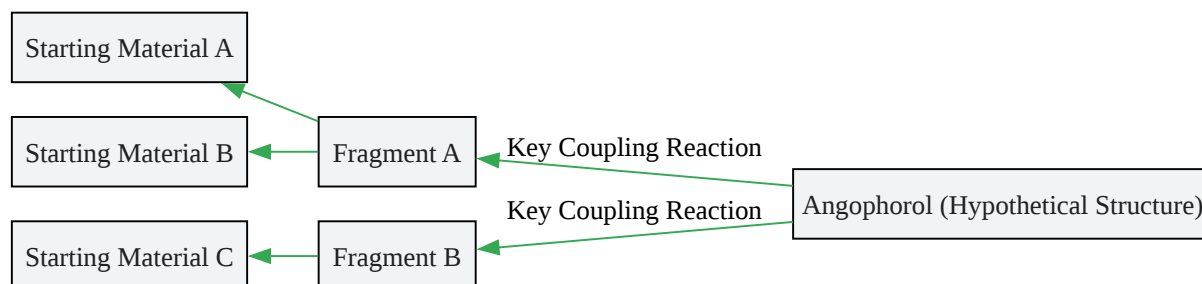 Starting Material A
Starting Material B
Fragment A
Key Coupling Reaction
Key Coupling Reaction
Angophorol (Hypothetical Structure)
Starting Material C
Fragment B